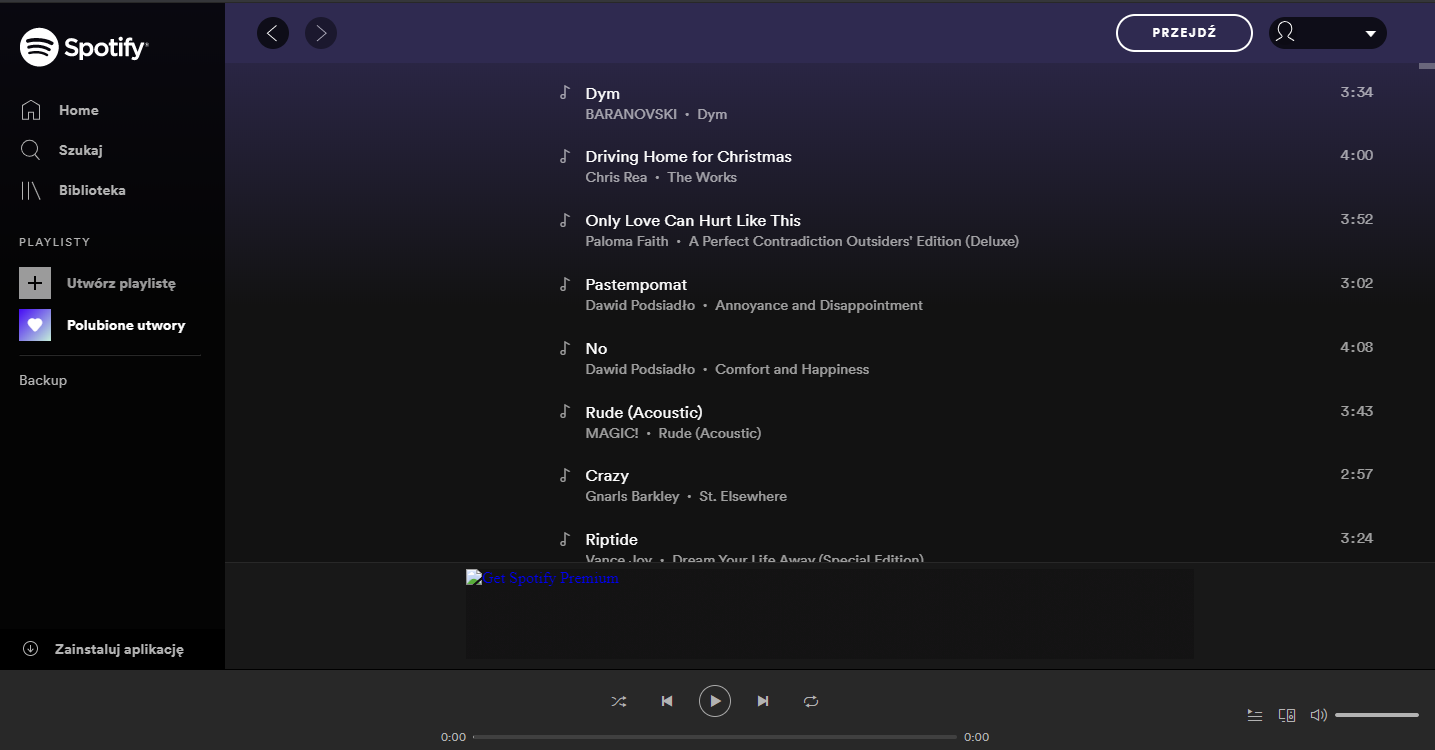 Spotify®
PRZEJDŹ
Home
Szukaj
Biblioteka
PLAYLISTY
Utwórz playlistę
Polubione utwory
Backup
Zainstaluj aplikację
Dym 3:34
BARANOVSKI • Dym
Driving Home for Christmas 4:00
Chris Rea • The Works
Only Love Can Hurt Like This 3:52
Paloma Faith • A Perfect Contradiction Outsiders' Edition (Deluxe)
Pastempomat 3:02
Dawid Podsiadło • Annoyance and Disappointment
No 4:08
Dawid Podsiadło • Comfort and Happiness
Rude (Acoustic) 3:43
MAGIC! • Rude (Acoustic)
Crazy 2:57
Gnarls Barkley • St. Elsewhere
Riptide 3:24
Vance Joy • Dream Your Life Away (Special Edition)
Get Spotify Premium
0:00 0:00